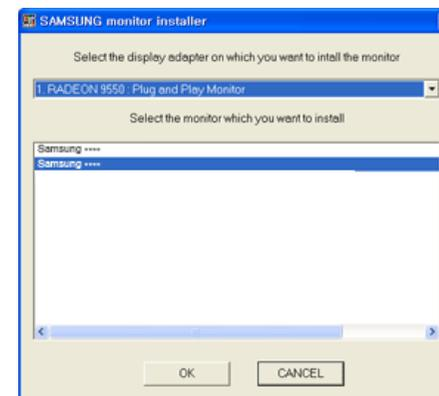 SAMSUNG monitor installer
Select the display adapter on which you want to intall the monitor
1. RADEON 9550 : Plug and Play Monitor
Select the monitor which you want to install
Samsung ----
Samsung ----
OK
CANCEL